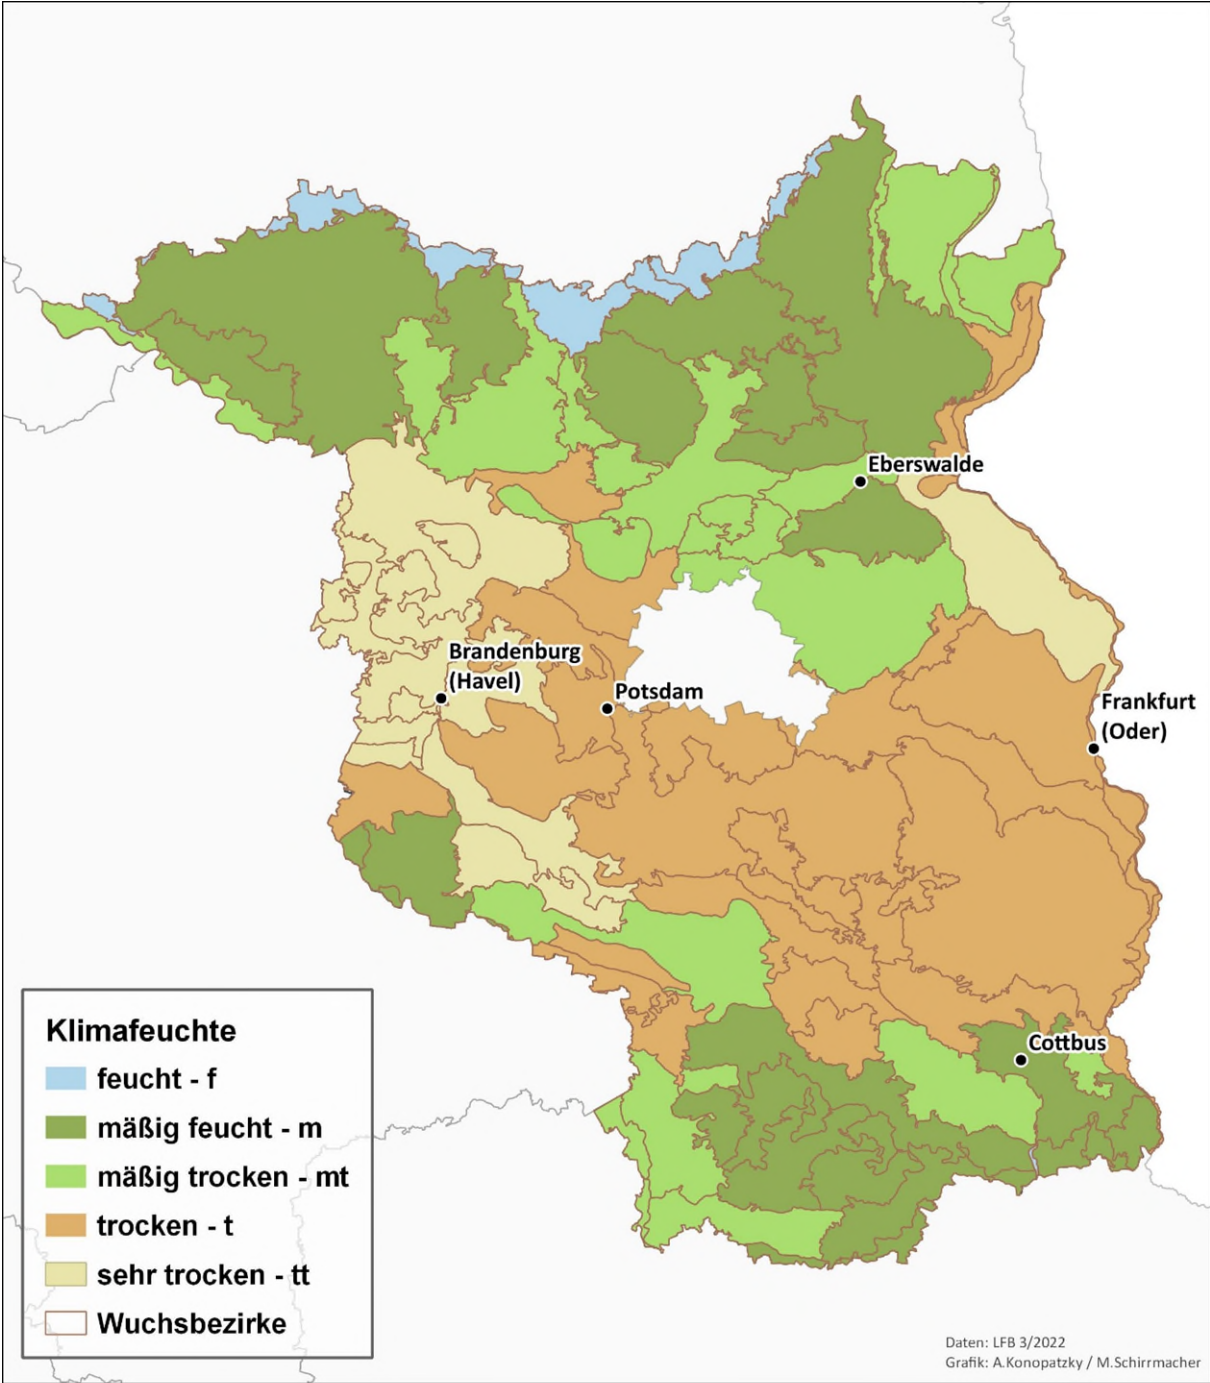 Eberswalde
Brandenburg
(Havel)
Potsdam
Frankfurt
(Oder)
Cottbus
Klimafeuchte
feucht - f
mäßig feucht - m
mäßig trocken - mt
trocken - t
sehr trocken - tt
Wuchsbezirke
Daten: LFB 3/2022
Grafik: A.Konopatzky / M.Schirrmacher